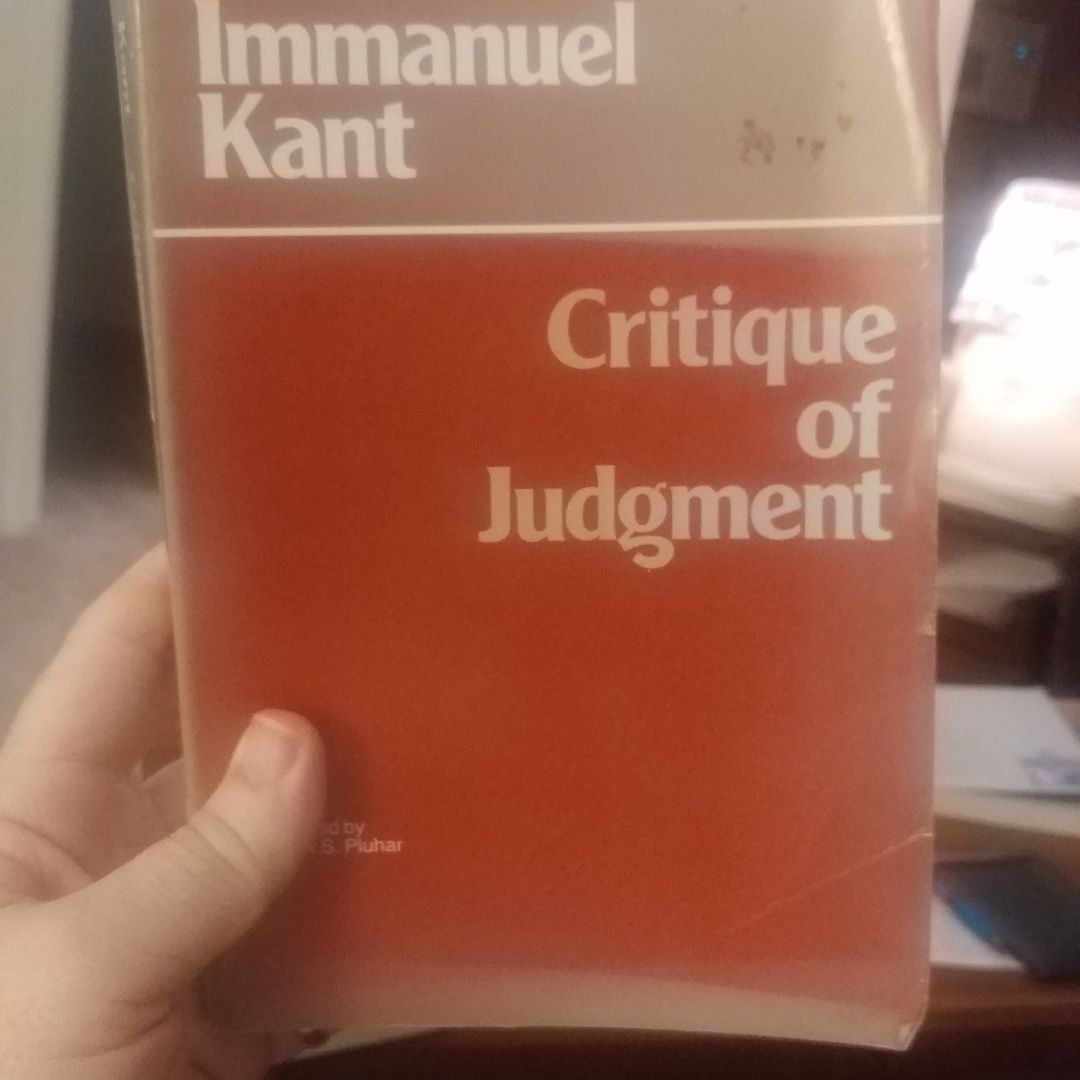 Immanuel
Kant
Critique
of
Judgment
by
S. Pluhar